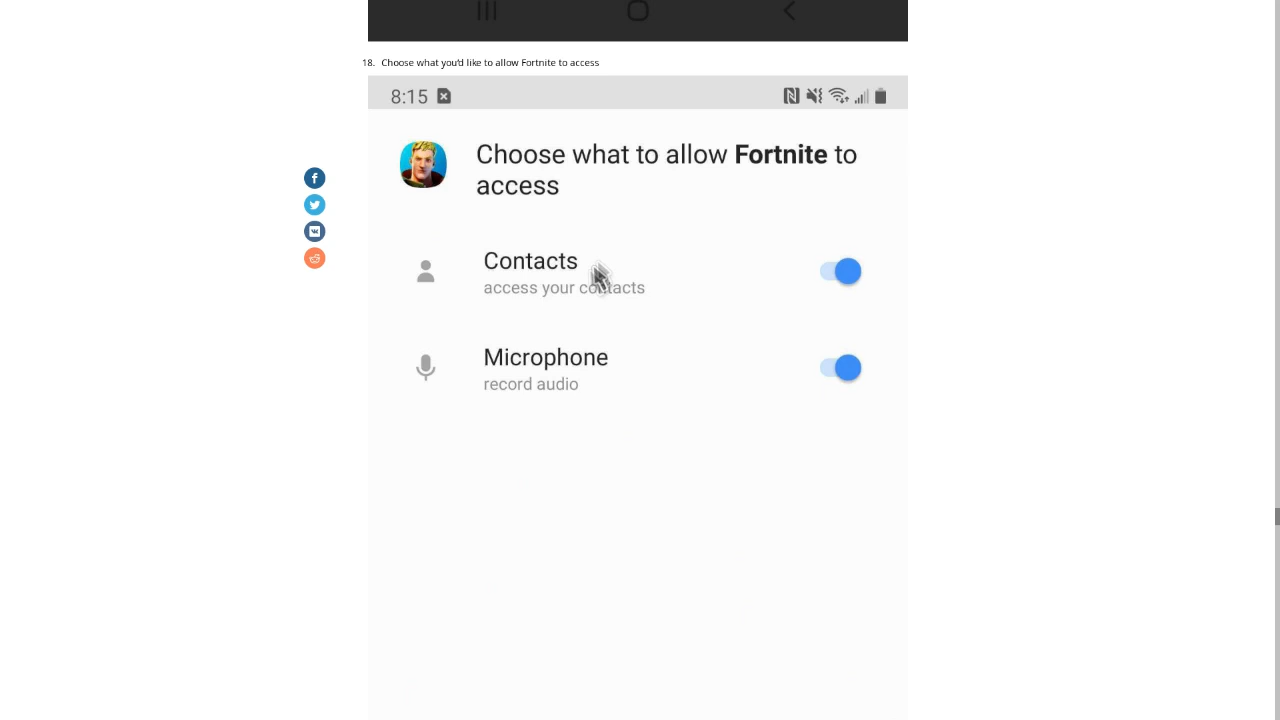 18. Choose what you'd like to allow Fortnite to access
8:15
Choose what to allow Fortnite to
access
Contacts
access your contacts
Microphone
record audio